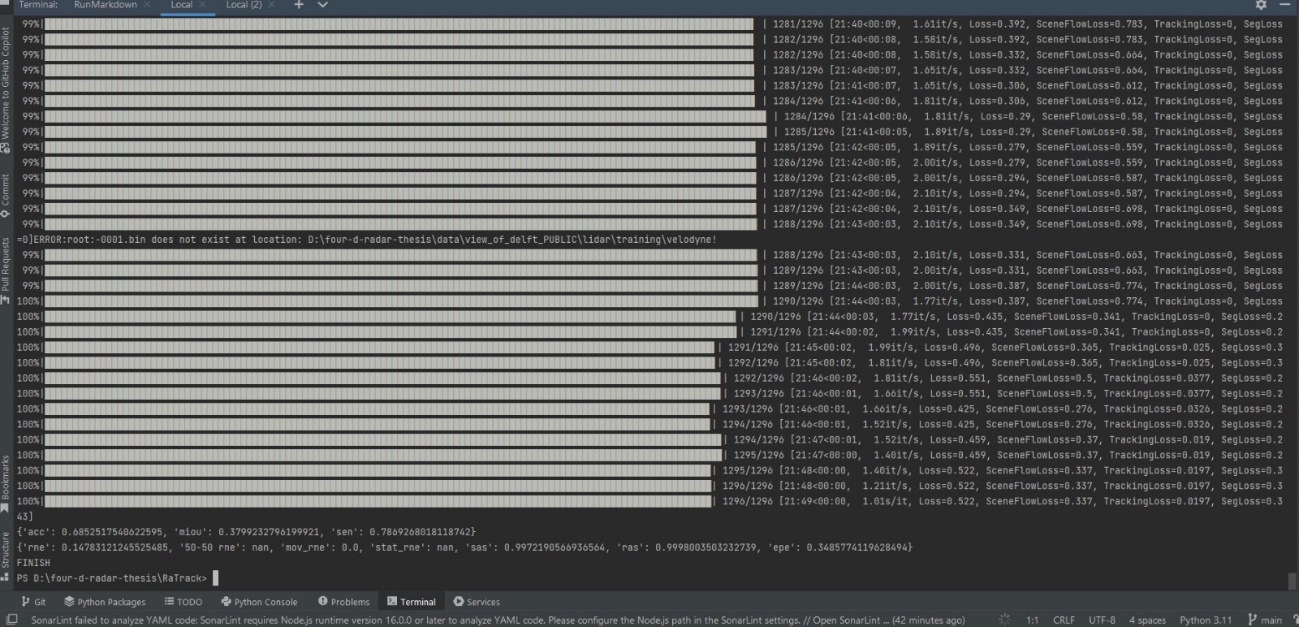 Terminal: RunMarkdown × Local × Local (2) × + ⌄
99%| | 1281/1296 [21:40<00:09, 1.61it/s, Loss=0.392, SceneFlowLoss=0.783, TrackingLoss=0, SegLoss
99%| | 1282/1296 [21:40<00:08, 1.58it/s, Loss=0.392, SceneFlowLoss=0.783, TrackingLoss=0, SegLoss
99%| | 1282/1296 [21:40<00:08, 1.58it/s, Loss=0.332, SceneFlowLoss=0.664, TrackingLoss=0, SegLoss
99%| | 1283/1296 [21:40<00:07, 1.65it/s, Loss=0.332, SceneFlowLoss=0.664, TrackingLoss=0, SegLoss
99%| | 1283/1296 [21:41<00:07, 1.65it/s, Loss=0.306, SceneFlowLoss=0.612, TrackingLoss=0, SegLoss
99%| | 1284/1296 [21:41<00:06, 1.81it/s, Loss=0.306, SceneFlowLoss=0.612, TrackingLoss=0, SegLoss
99%| | 1284/1296 [21:41<00:06, 1.81it/s, Loss=0.29, SceneFlowLoss=0.58, TrackingLoss=0, SegLoss
99%| | 1285/1296 [21:41<00:05, 1.89it/s, Loss=0.29, SceneFlowLoss=0.58, TrackingLoss=0, SegLoss
99%| | 1285/1296 [21:42<00:05, 1.89it/s, Loss=0.279, SceneFlowLoss=0.559, TrackingLoss=0, SegLoss
99%| | 1286/1296 [21:42<00:05, 2.00it/s, Loss=0.279, SceneFlowLoss=0.559, TrackingLoss=0, SegLoss
99%| | 1286/1296 [21:42<00:05, 2.00it/s, Loss=0.294, SceneFlowLoss=0.587, TrackingLoss=0, SegLoss
99%| | 1287/1296 [21:42<00:04, 2.10it/s, Loss=0.294, SceneFlowLoss=0.587, TrackingLoss=0, SegLoss
99%| | 1287/1296 [21:42<00:04, 2.10it/s, Loss=0.349, SceneFlowLoss=0.698, TrackingLoss=0, SegLoss
99%| | 1288/1296 [21:43<00:03, 2.10it/s, Loss=0.349, SceneFlowLoss=0.698, TrackingLoss=0, SegLoss
=0]ERROR:root:-0001.bin does not exist at location: D:\four-d-radar-thesis\data\view_of_delft_PUBLIC\lidar\training\velodyne!
99%| | 1288/1296 [21:43<00:03, 2.10it/s, Loss=0.331, SceneFlowLoss=0.663, TrackingLoss=0, SegLoss
99%| | 1289/1296 [21:43<00:03, 2.00it/s, Loss=0.331, SceneFlowLoss=0.663, TrackingLoss=0, SegLoss
99%| | 1289/1296 [21:44<00:03, 2.00it/s, Loss=0.387, SceneFlowLoss=0.774, TrackingLoss=0, SegLoss
100%| | 1290/1296 [21:44<00:03, 1.77it/s, Loss=0.387, SceneFlowLoss=0.774, TrackingLoss=0, SegLoss
100%| | 1290/1296 [21:44<00:03, 1.77it/s, Loss=0.435, SceneFlowLoss=0.341, TrackingLoss=0, SegLoss=0.2
100%| | 1291/1296 [21:44<00:02, 1.99it/s, Loss=0.435, SceneFlowLoss=0.341, TrackingLoss=0, SegLoss=0.2
100%| | 1291/1296 [21:45<00:02, 1.99it/s, Loss=0.496, SceneFlowLoss=0.365, TrackingLoss=0.025, SegLoss=0.3
100%| | 1292/1296 [21:45<00:02, 1.81it/s, Loss=0.496, SceneFlowLoss=0.365, TrackingLoss=0.025, SegLoss=0.3
100%| | 1292/1296 [21:46<00:02, 1.81it/s, Loss=0.551, SceneFlowLoss=0.5, TrackingLoss=0.0377, SegLoss=0.2
100%| | 1293/1296 [21:46<00:01, 1.66it/s, Loss=0.551, SceneFlowLoss=0.5, TrackingLoss=0.0377, SegLoss=0.2
100%| | 1293/1296 [21:46<00:01, 1.66it/s, Loss=0.425, SceneFlowLoss=0.276, TrackingLoss=0.0326, SegLoss=0.2
100%| | 1294/1296 [21:46<00:01, 1.52it/s, Loss=0.425, SceneFlowLoss=0.276, TrackingLoss=0.0326, SegLoss=0.2
100%| | 1294/1296 [21:47<00:01, 1.52it/s, Loss=0.459, SceneFlowLoss=0.37, TrackingLoss=0.019, SegLoss=0.2
100%| | 1295/1296 [21:47<00:00, 1.40it/s, Loss=0.459, SceneFlowLoss=0.37, TrackingLoss=0.019, SegLoss=0.2
100%| | 1295/1296 [21:48<00:00, 1.40it/s, Loss=0.522, SceneFlowLoss=0.337, TrackingLoss=0.0197, SegLoss=0.3
100%| | 1296/1296 [21:48<00:00, 1.21it/s, Loss=0.522, SceneFlowLoss=0.337, TrackingLoss=0.0197, SegLoss=0.3
100%| | 1296/1296 [21:49<00:00, 1.01s/it, Loss=0.522, SceneFlowLoss=0.337, TrackingLoss=0.0197, SegLoss=0.3
43]
{'acc': 0.6852517540622595, 'miou': 0.3799232796199921, 'sen': 0.7869268018118742}
{'rne': 0.14783121245525485, '50-50 rne': nan, 'mov_rne': 0.0, 'stat_rne': nan, 'sas': 0.9972190566936564, 'ras': 0.9998003503232739, 'epe': 0.3485774119628494}
FINISH
PS D:\four-d-radar-thesis\RaTrack>
Welcome to GitHub Copilot
Commit
Pull Requests
Bookmarks
Structure
Git Python Packages TODO Python Console Problems Terminal Services
SonarLint failed to analyze YAML code: SonarLint requires Node.js runtime version 16.0.0 or later to analyze YAML code. Please configure the Node.js path in the SonarLint settings. // Open SonarLint ... (42 minutes ago) 1:1 CRLF UTF-8 4 spaces Python 3.11 main